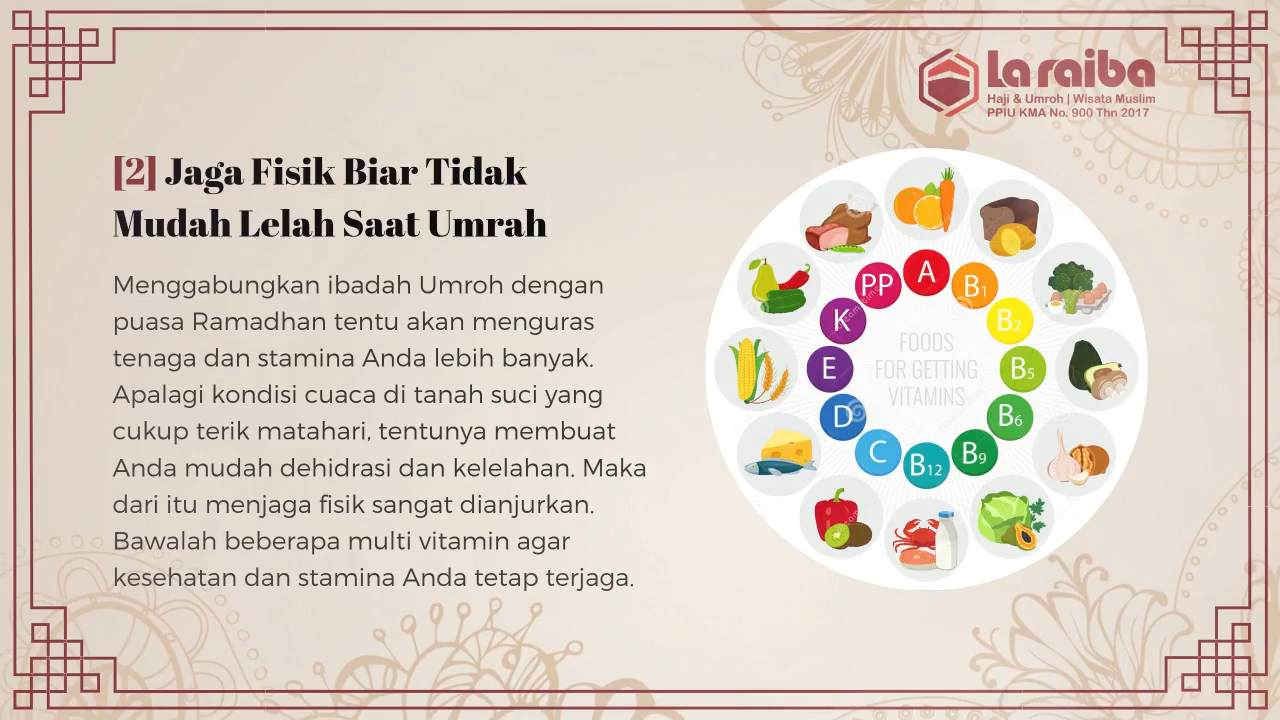 La raiba
Haji & Umroh | Wisata Muslim
PPIU KMA No. 900 Thn 2017
[2] Jaga Fisik Biar Tidak
Mudah Lelah Saat Umrah
Menggabungkan ibadah Umroh dengan
puasa Ramadhan tentu akan menguras
tenaga dan stamina Anda lebih banyak.
Apalagi kondisi cuaca di tanah suci yang
cukup terik matahari, tentunya membuat
Anda mudah dehidrasi dan kelelahan. Maka
dari itu menjaga fisik sangat dianjurkan.
Bawalah beberapa multi vitamin agar
kesehatan dan stamina Anda tetap terjaga.
FOODS
FOR GETTING
VITAMINS
A
B1
B2
B5
B6
B9
B12
C
D
E
K
PP